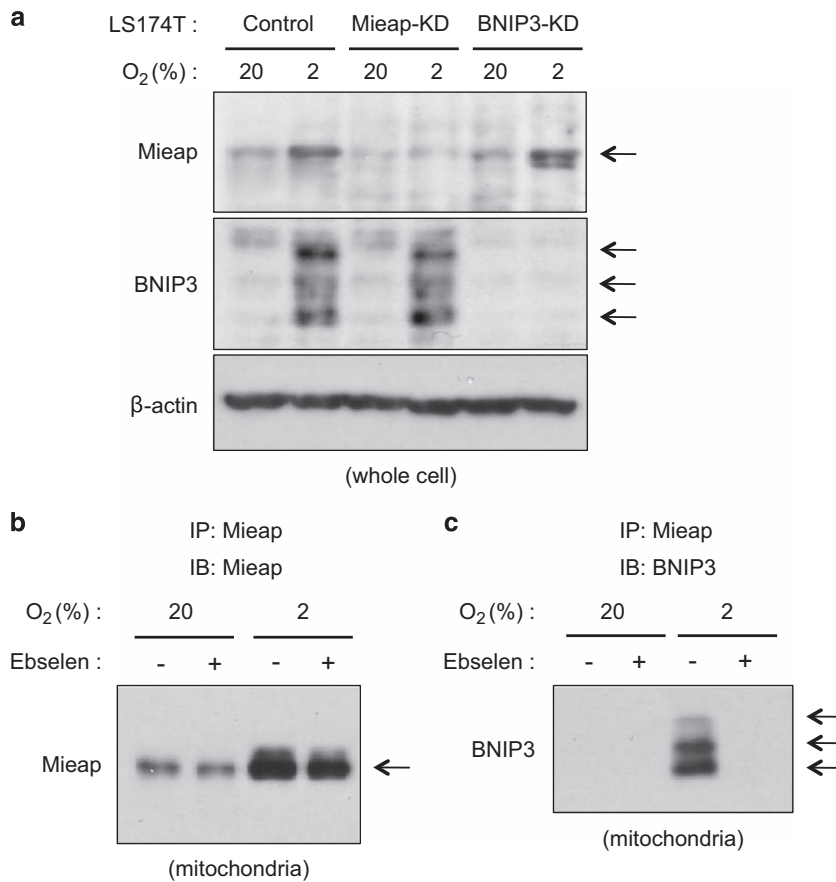 a
LS174T: Control Mieap-KD BNIP3-KD
O2(%) : 20 2 20 2 20 2
Mieap
BNIP3
β-actin
(whole cell)
b
IP: Mieap
IB: Mieap
O2(%) : 20 2
Ebselen : - + - +
Mieap
(mitochondria)
c
IP: Mieap
IB: BNIP3
O2(%) : 20 2
Ebselen : - + - +
BNIP3
(mitochondria)